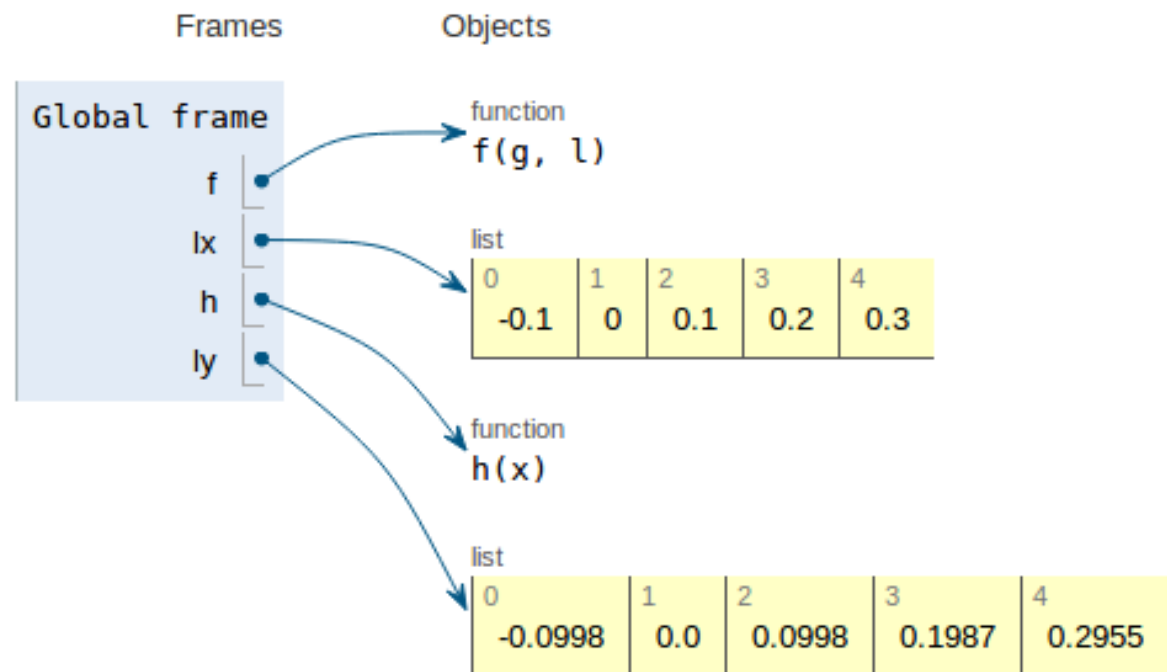 Frames Objects
Global frame
f
lx
h
ly
function
f(g, l)
list
0 1 2 3 4
-0.1 0 0.1 0.2 0.3
function
h(x)
list
0 1 2 3 4
-0.0998 0.0 0.0998 0.1987 0.2955